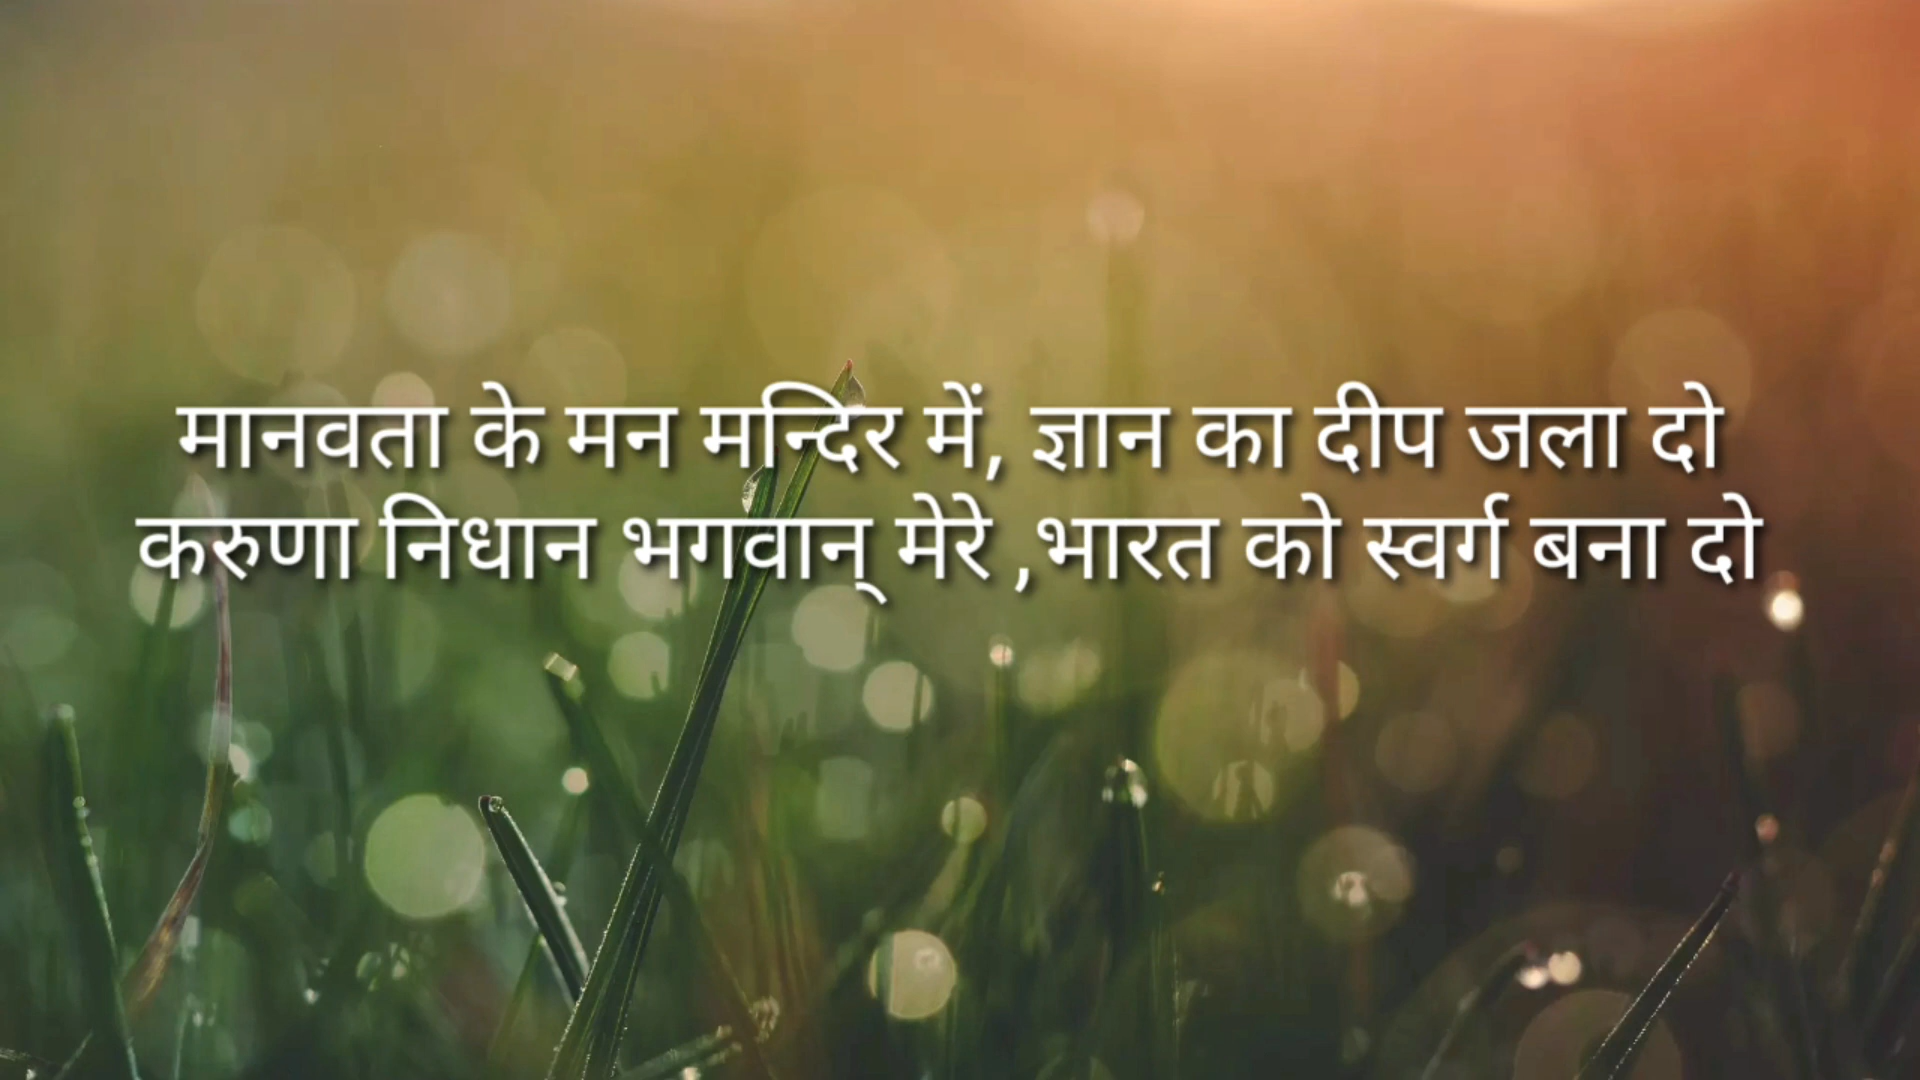 मानवता के मन मन्दिर में, ज्ञान का दीप जला दो
करुणा निधान भगवान् मेरे ,भारत को स्वर्ग बना दो